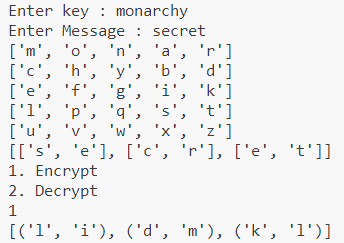 Enter key : monarchy
Enter Message : secret
['m', 'o', 'n', 'a', 'r']
['c', 'h', 'y', 'b', 'd']
['e', 'f', 'g', 'i', 'k']
['l', 'p', 'q', 's', 't']
['u', 'v', 'w', 'x', 'z']
[['s', 'e'], ['c', 'r'], ['e', 't']]
1. Encrypt
2. Decrypt
1
[('l', 'i'), ('d', 'm'), ('k', 'l')]